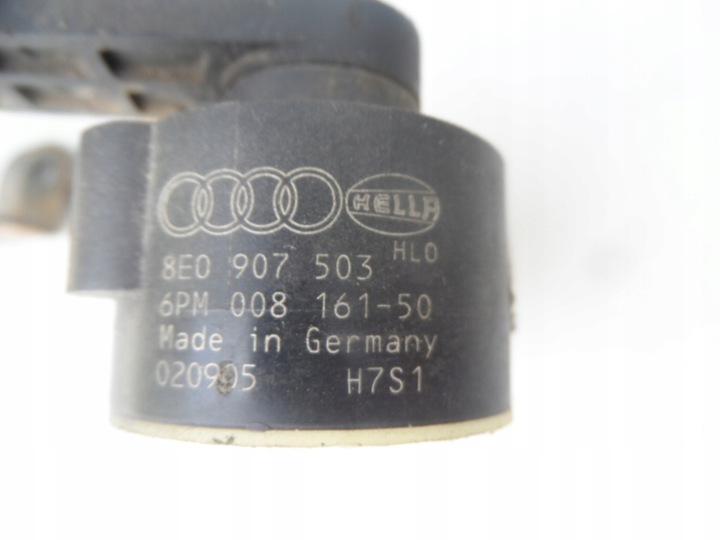 HELLA
HLO
8E0 907 503
6PM 008 161-50
Made in Germany
020905 H7S1